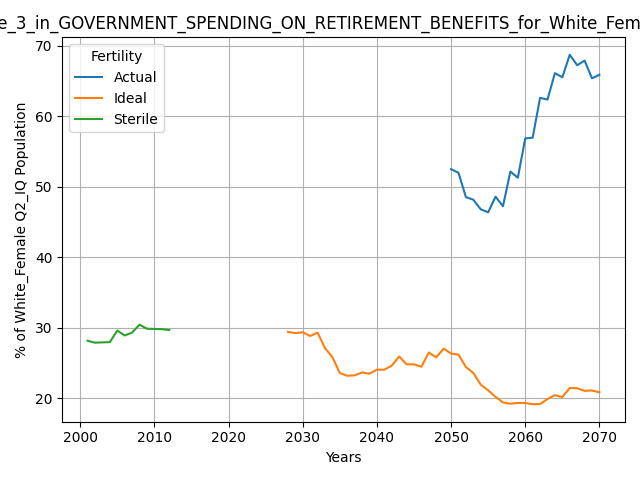 e_3_in_GOVERNMENT_SPENDING_ON_RETIREMENT_BENEFITS_for_White_Fem
% of White_Female Q2_IQ Population
70
60
50
40
30
20
Fertility
Actual
Ideal
Sterile
2000 2010 2020 2030 2040 2050 2060 2070
Years